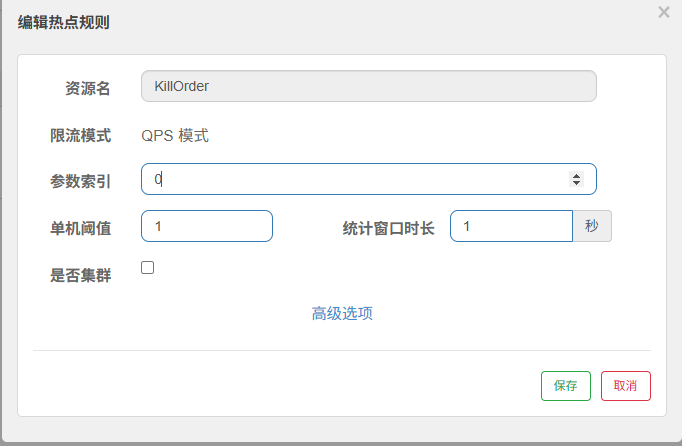 编辑热点规则 ×
资源名 KillOrder
限流模式 QPS 模式
参数索引 0
单机阈值 1 统计窗口时长 1 秒
是否集群
高级选项
保存 取消